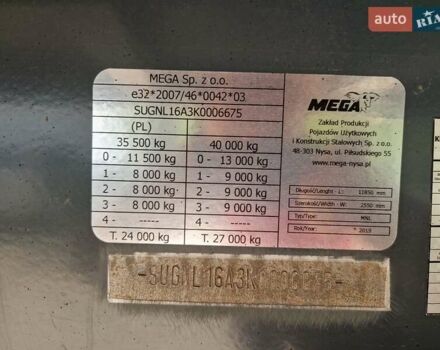 auto RIA
MEGA Sp. z o.o.
e32*2007/46*0042*03
SUGNL16A3K0006675
(PL)
35 500 kg 40 000 kg
0- 11 500 kg 0 - 13 000 kg
1 - 8 000 kg 1 - 9 000 kg
2 - 8 000 kg 2 - 9 000 kg
3 - 8 000 kg 3 - 9 000 kg
4 - 4 -
T. 24 000 kg T. 27 000 kg
MEGA
Zakład Produkcji
Pojazdów Użytkowych
i Konstrukcji Stalowych Sp. z o.o.
48-303 Nysa, ul. Piłsudskiego 55
www.mega-nysa.pl
Długość/Lenght - L: 11850 mm
Szerokość/Width - W: 2550 mm
Typ/Type: MNL
Rok/Year: * 2019
-SUGNL16A3K0006675-